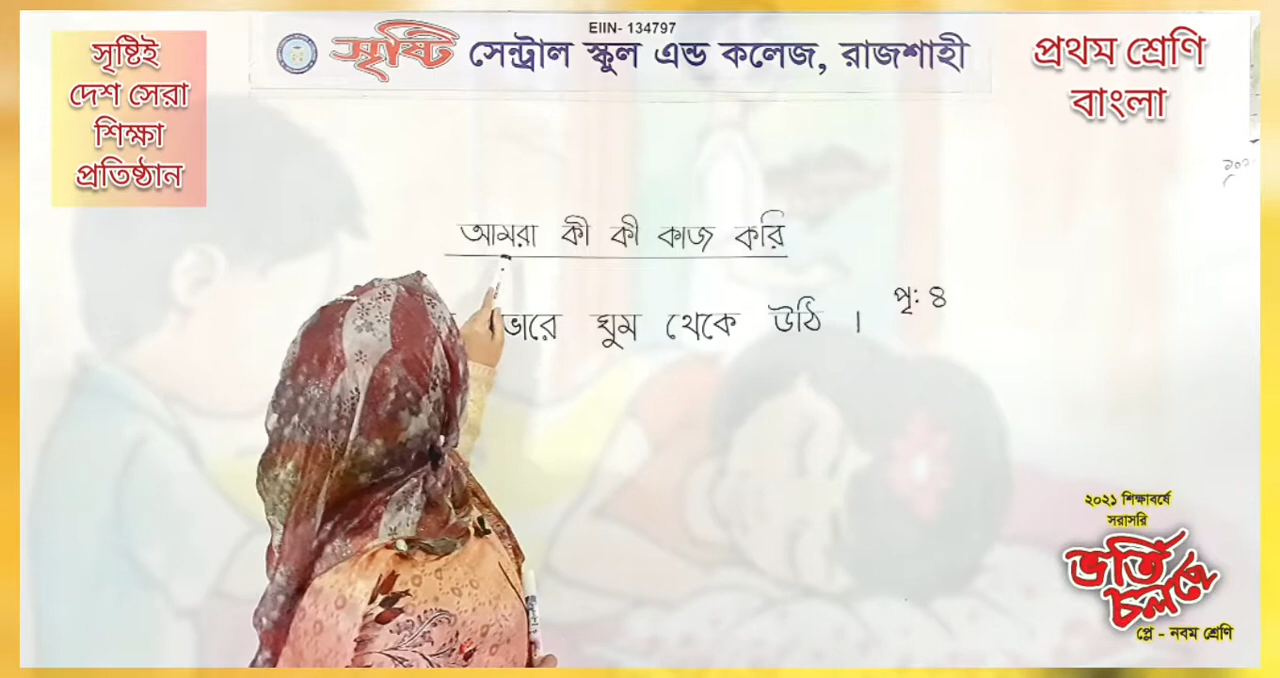 সৃষ্টিই
দেশ সেরা
শিক্ষা
প্রতিষ্ঠান
EIIN- 134797
সৃষ্টি সেন্ট্রাল স্কুল এন্ড কলেজ, রাজশাহী
প্রথম শ্রেণি
বাংলা
আমরা কী কী কাজ করি
ভোরে ঘুম থেকে উঠি ।
পৃঃ ৪
২০২১ শিক্ষাবর্ষে
সরাসরি
ভর্তি
চলছে
প্লে - নবম শ্রেণি